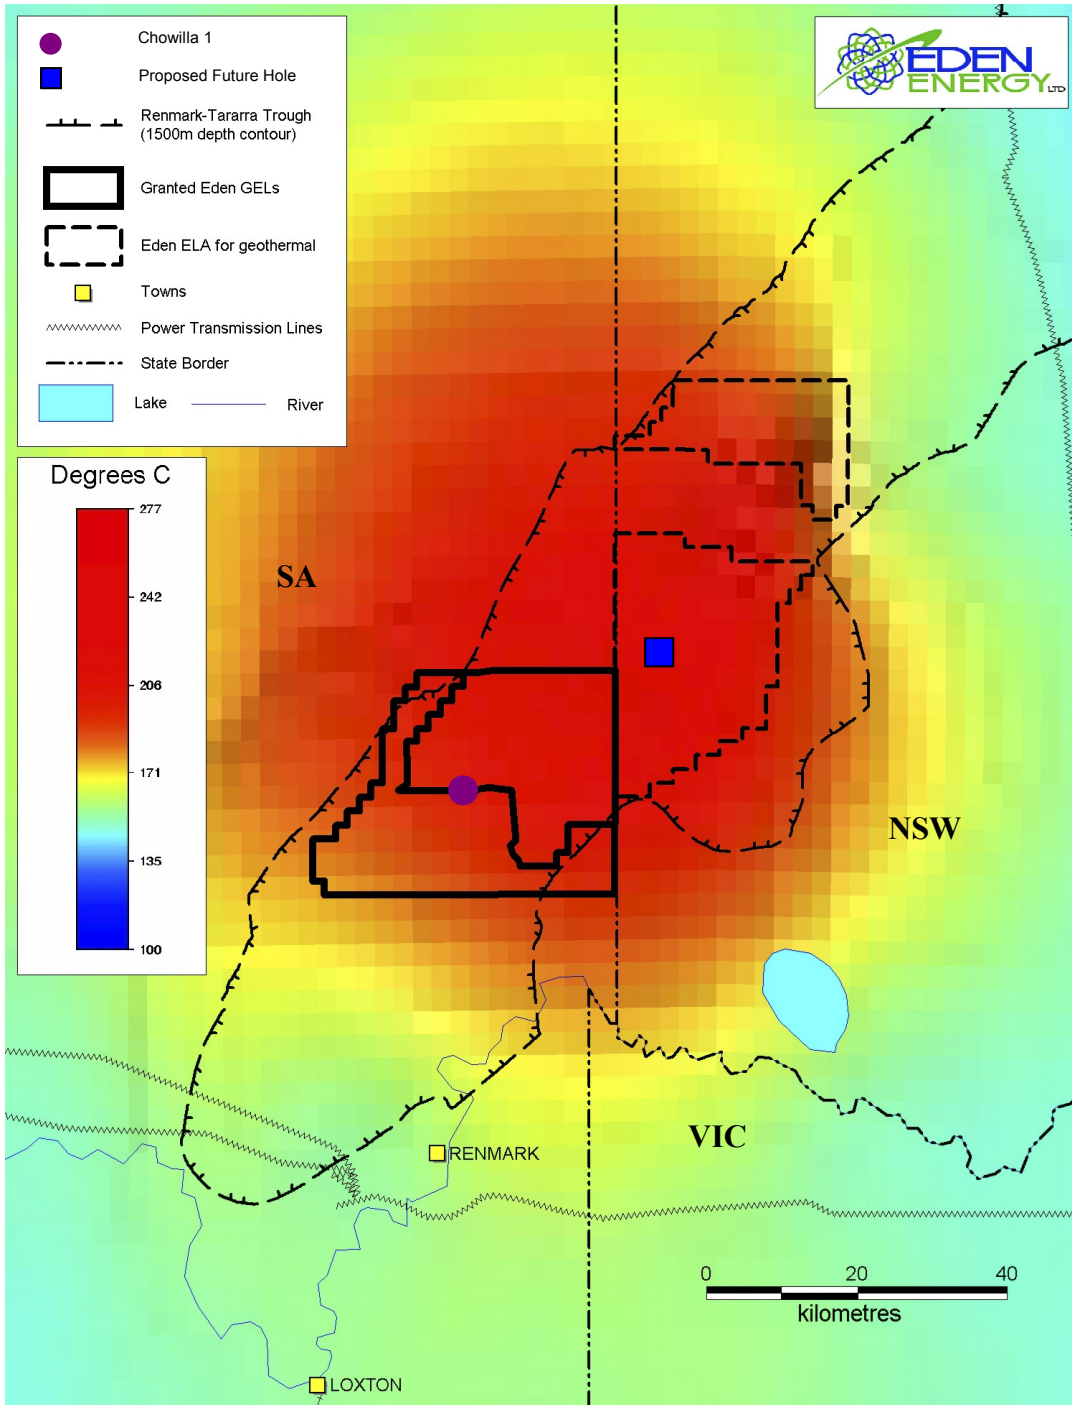 Chowilla 1
Proposed Future Hole
Renmark-Tararra Trough
(1500m depth contour)
Granted Eden GELs
Eden ELA for geothermal
Towns
Power Transmission Lines
State Border
Lake
River
EDEN
ENERGY LTD
Degrees C
277
242
206
171
135
100
SA
NSW
VIC
RENMARK
LOXTON
0 20 40
kilometres